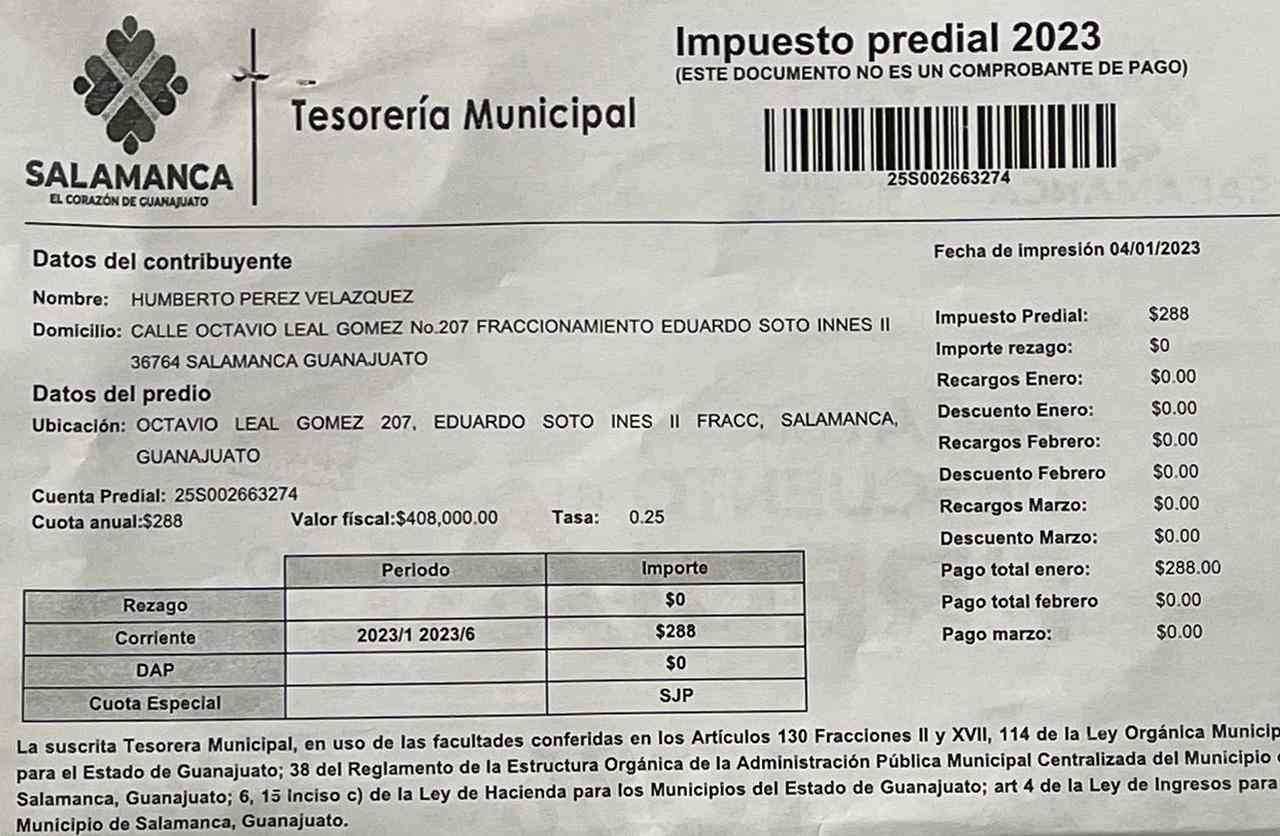 SALAMANCA
EL CORAZÓN DE GUANAJUATO
Tesorería Municipal
Impuesto predial 2023
(ESTE DOCUMENTO NO ES UN COMPROBANTE DE PAGO)
25S002663274
Datos del contribuyente
Nombre: HUMBERTO PEREZ VELAZQUEZ
Domicilio: CALLE OCTAVIO LEAL GOMEZ No.207 FRACCIONAMIENTO EDUARDO SOTO INNES II
36764 SALAMANCA GUANAJUATO
Datos del predio
Ubicación: OCTAVIO LEAL GOMEZ 207, EDUARDO SOTO INES II FRACC, SALAMANCA,
GUANAJUATO
Cuenta Predial: 25S002663274
Cuota anual:$288 Valor fiscal:$408,000.00 Tasa: 0.25
Periodo Importe
Rezago $0
Corriente 2023/1 2023/6 $288
DAP $0
Cuota Especial SJP
Fecha de impresión 04/01/2023
Impuesto Predial: $288
Importe rezago: $0
Recargos Enero: $0.00
Descuento Enero: $0.00
Recargos Febrero: $0.00
Descuento Febrero $0.00
Recargos Marzo: $0.00
Descuento Marzo: $0.00
Pago total enero: $288.00
Pago total febrero $0.00
Pago marzo: $0.00
La suscrita Tesorera Municipal, en uso de las facultades conferidas en los Artículos 130 Fracciones II y XVII, 114 de la Ley Orgánica Municip
para el Estado de Guanajuato; 38 del Reglamento de la Estructura Orgánica de la Administración Pública Municipal Centralizada del Municipio
Salamanca, Guanajuato; 6, 15 Inciso c) de la Ley de Hacienda para los Municipios del Estado de Guanajuato; art 4 de la Ley de Ingresos para
Municipio de Salamanca, Guanajuato.